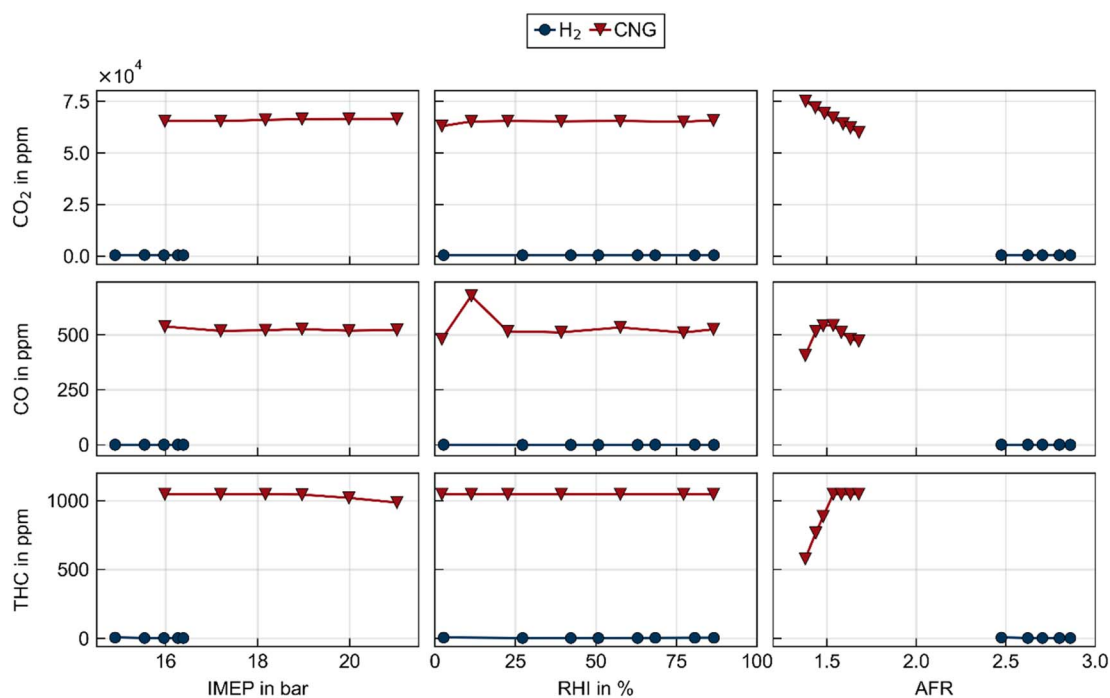 H₂ CNG
×10⁴
7.5
5.0
2.5
0.0
CO₂ in ppm
500
250
0
CO in ppm
1000
500
0
THC in ppm
16 18 20
IMEP in bar
0 25 50 75 100
RHI in %
1.5 2.0 2.5 3.0
AFR